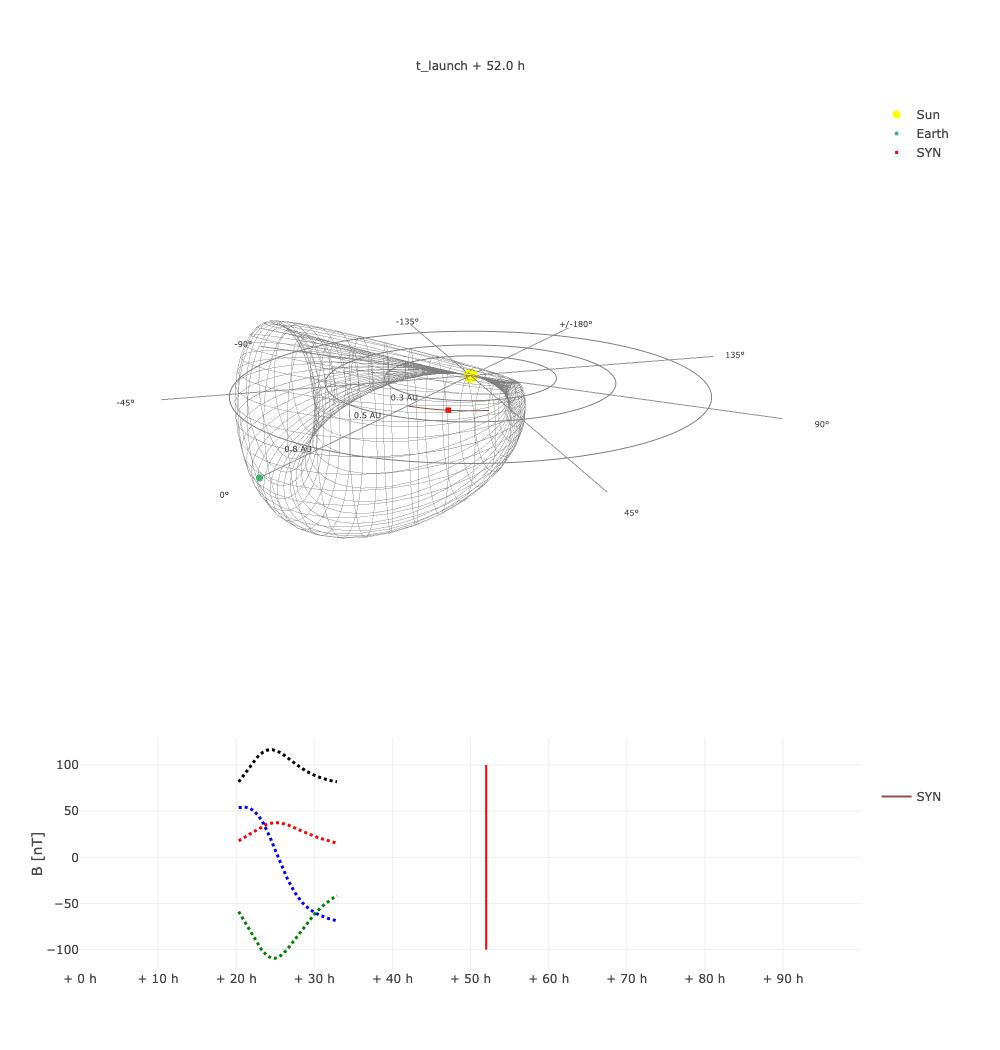 t_launch + 52.0 h
Sun
Earth
SYN
-135°
+/-180°
-90°
135°
0.3 AU
-45°
0.5 AU
90°
0.8 AU
0°
45°
100
50
0
−50
−100
B [nT]
SYN
+ 0 h
+ 10 h
+ 20 h
+ 30 h
+ 40 h
+ 50 h
+ 60 h
+ 70 h
+ 80 h
+ 90 h